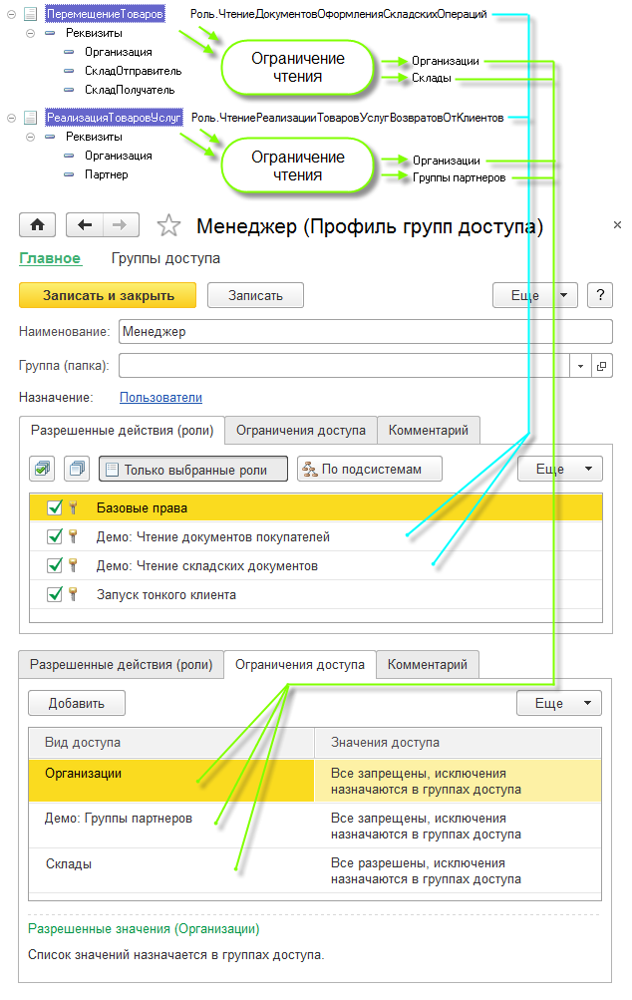 ПеремещениеТоваров Роль.ЧтениеДокументовОформленияСкладскихОпераций
Реквизиты
Организация
СкладОтправитель
СкладПолучатель
Ограничение
чтения
Организации
Склады
РеализацияТоваровУслуг Роль.ЧтениеРеализацииТоваровУслугВозвратовОтКлиентов
Реквизиты
Организация
Партнер
Ограничение
чтения
Организации
Группы партнеров
Менеджер (Профиль групп доступа)
Главное Группы доступа
Записать и закрыть Записать Еще ?
Наименование: Менеджер
Группа (папка):
Назначение: Пользователи
Разрешенные действия (роли) Ограничения доступа Комментарий
Только выбранные роли По подсистемам Еще
Базовые права
Демо: Чтение документов покупателей
Демо: Чтение складских документов
Запуск тонкого клиента
Разрешенные действия (роли) Ограничения доступа Комментарий
Добавить Еще
Вид доступа Значения доступа
Организации Все запрещены, исключения
назначаются в группах доступа
Демо: Группы партнеров Все запрещены, исключения
назначаются в группах доступа
Склады Все разрешены, исключения
назначаются в группах доступа
Разрешенные значения (Организации)
Список значений назначается в группах доступа.